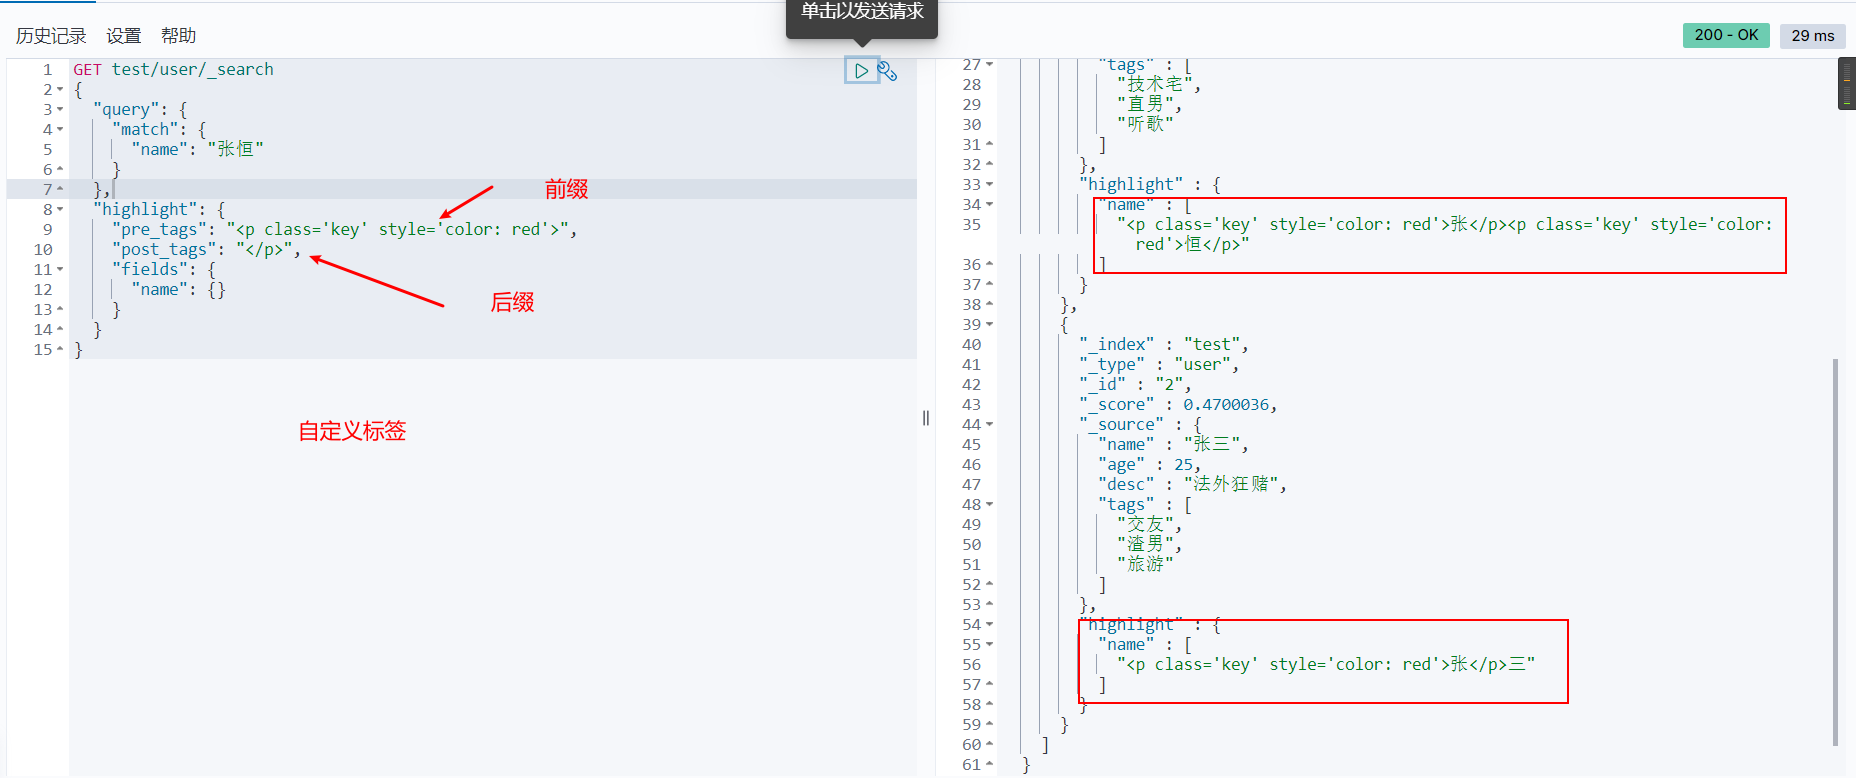 单击以发送请求
历史记录 设置 帮助
200 - OK 29 ms
1 GET test/user/_search
2 {
3 "query": {
4 "match": {
5 "name": "张恒"
6 }
7 },
8 "highlight": {
9 "pre_tags": "<p class='key' style='color: red'>",
10 "post_tags": "</p>",
11 "fields": {
12 "name": {}
13 }
14 }
15 }
前缀
后缀
自定义标签
27 "tags" : [
28 "技术宅",
29 "直男",
30 "听歌"
31 ]
32 },
33 "highlight" : {
34 "name" : [
35 "<p class='key' style='color: red'>张</p><p class='key' style='color:
red'>恒</p>"
36 ]
37 }
38 },
39 {
40 "_index" : "test",
41 "_type" : "user",
42 "_id" : "2",
43 "_score" : 0.4700036,
44 "_source" : {
45 "name" : "张三",
46 "age" : 25,
47 "desc" : "法外狂赌",
48 "tags" : [
49 "交友",
50 "渣男",
51 "旅游"
52 ]
53 },
54 "highlight" : {
55 "name" : [
56 "<p class='key' style='color: red'>张</p>三"
57 ]
58 }
59 }
60 ]
61 }